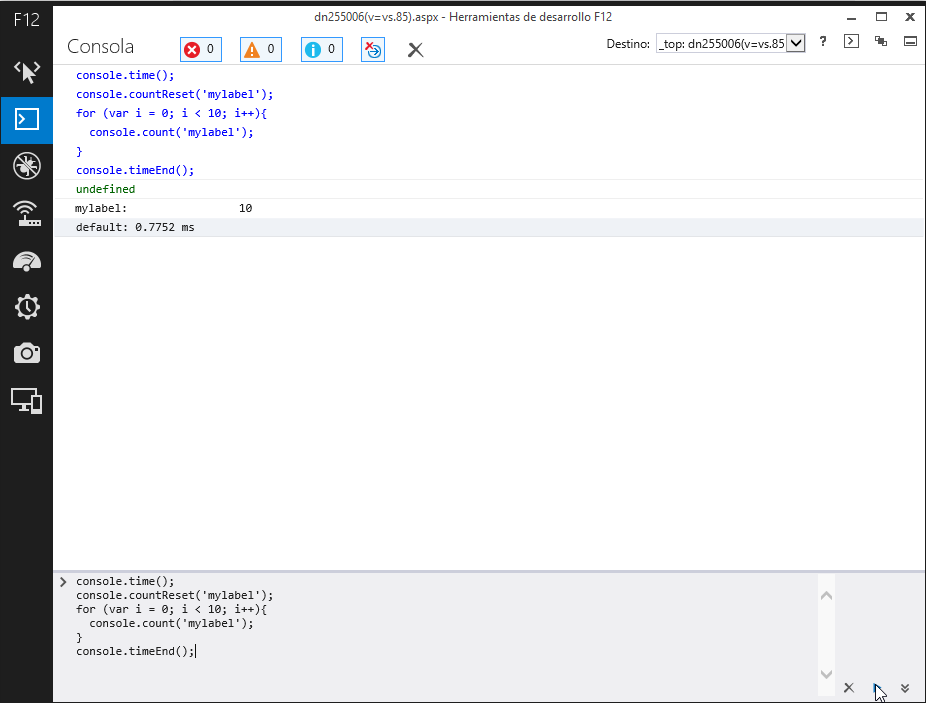 F12
dn255006(v=vs.85).aspx - Herramientas de desarrollo F12
Consola
0
0
0
Destino:
_top: dn255006(v=vs.85
?
console.time();
console.countReset('mylabel');
for (var i = 0; i < 10; i++){
  console.count('mylabel');
}
console.timeEnd();
undefined
mylabel: 10
default: 0.7752 ms
console.time();
console.countReset('mylabel');
for (var i = 0; i < 10; i++){
  console.count('mylabel');
}
console.timeEnd();